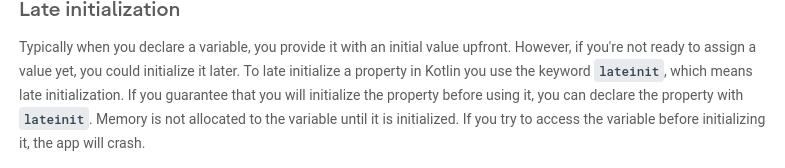 Late initialization
Typically when you declare a variable, you provide it with an initial value upfront. However, if you're not ready to assign a
value yet, you could initialize it later. To late initialize a property in Kotlin you use the keyword lateinit, which means
late initialization. If you guarantee that you will initialize the property before using it, you can declare the property with
lateinit. Memory is not allocated to the variable until it is initialized. If you try to access the variable before initializing
it, the app will crash.